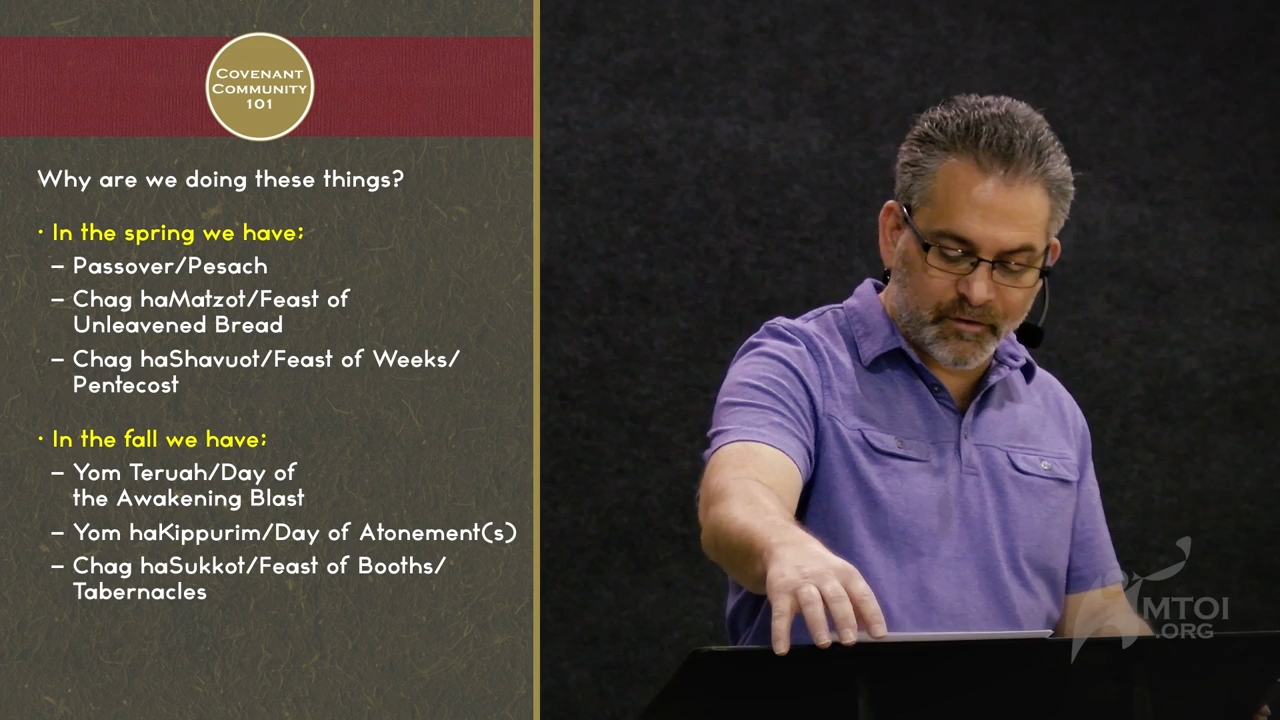 COVENANT
COMMUNITY
101
Why are we doing these things?
· In the spring we have:
– Passover/Pesach
– Chag haMatzot/Feast of
Unleavened Bread
– Chag haShavuot/Feast of Weeks/
Pentecost
· In the fall we have:
– Yom Teruah/Day of
the Awakening Blast
– Yom haKippurim/Day of Atonement(s)
– Chag haSukkot/Feast of Booths/
Tabernacles
MTOI
.ORG